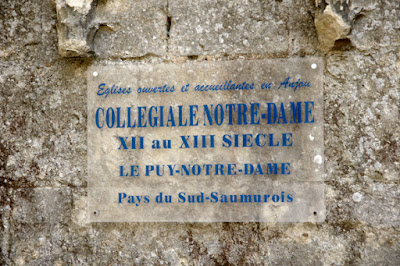 Eglises ouvertes et accueillantes en Anjou
COLLEGIALE NOTRE-DAME
XII au XIII SIECLE
LE PUY-NOTRE-DAME
Pays du Sud-Saumurois